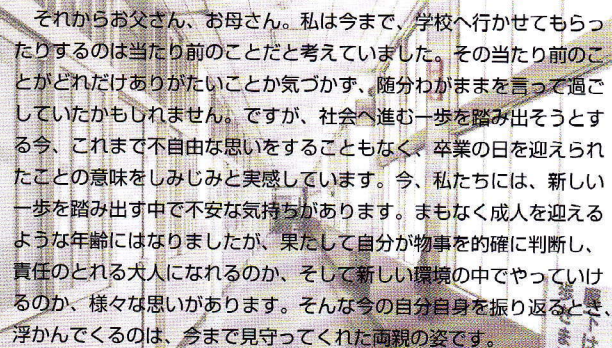 それからお父さん、お母さん。私は今まで、学校へ行かせてもらっ
たりするのは当たり前のことだと考えていました。その当たり前のこ
とがどれだけありがたいことか気づかず、随分わがままを言って過ご
していたかもしれません。ですが、社会へ進む一歩を踏み出そうとす
る今、これまで不自由な思いをすることもなく、卒業の日を迎えられ
たことの意味をしみじみと実感しています。今、私たちには、新しい
一歩を踏み出す中で不安な気持ちがあります。まもなく成人を迎える
ような年齢にはなりましたが、果たして自分が物事を的確に判断し、
責任のとれる大人になれるのか、そして新しい環境の中でやっていけ
るのか、様々な思いがあります。そんな今の自分自身を振り返るとき、
浮かんでくるのは、今まで見守ってくれた両親の姿です。